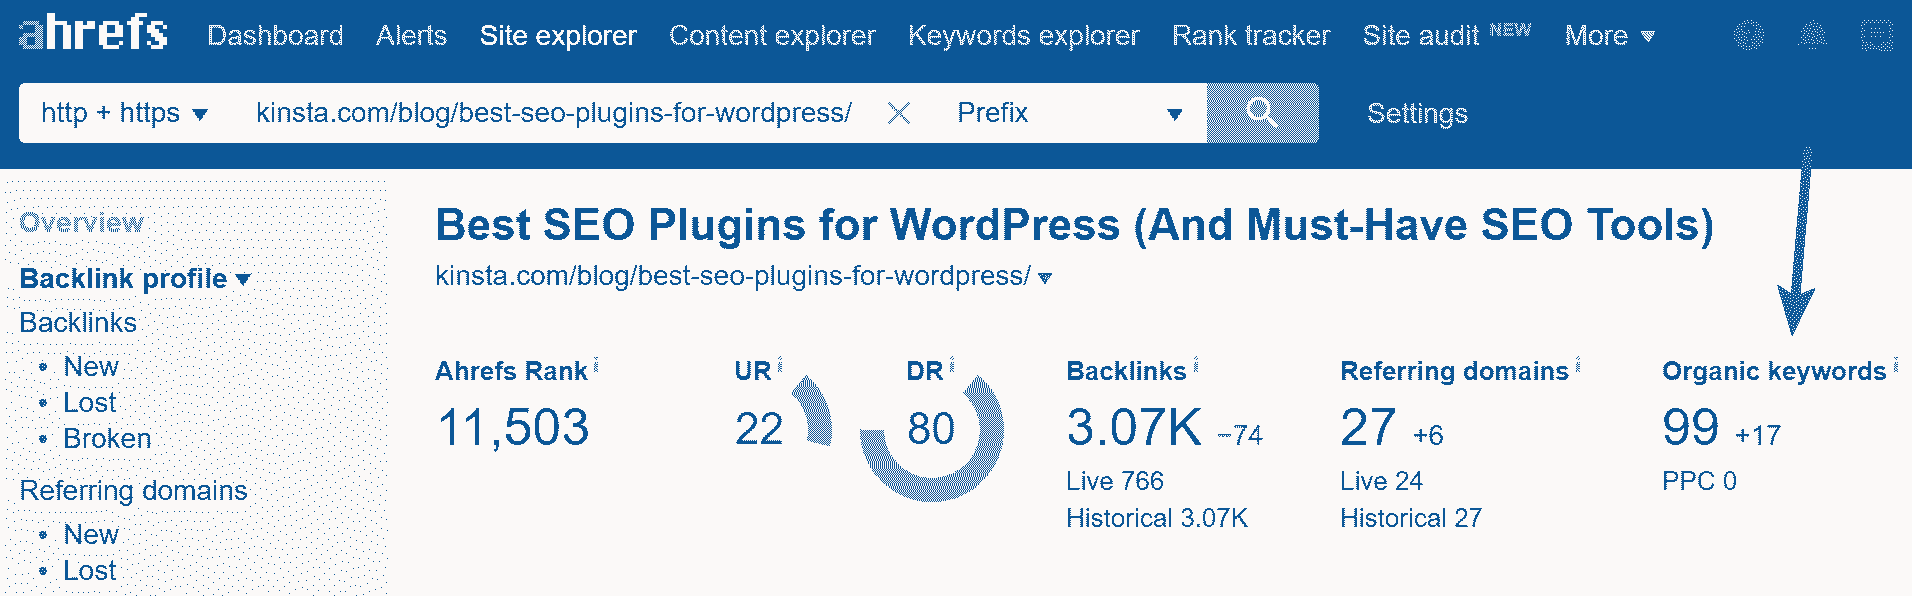 ahrefs Dashboard Alerts Site explorer Content explorer Keywords explorer Rank tracker Site audit NEW More
http + https kinsta.com/blog/best-seo-plugins-for-wordpress/ Prefix Settings
Overview
Backlink profile
Backlinks
• New
• Lost
• Broken
Referring domains
• New
• Lost
Best SEO Plugins for WordPress (And Must-Have SEO Tools)
kinsta.com/blog/best-seo-plugins-for-wordpress/
Ahrefs Rank i UR i DR i Backlinks i Referring domains i Organic keywords i
11,503 22 80 3.07K −74 27 +6 99 +17
Live 766 Live 24 PPC 0
Historical 3.07K Historical 27